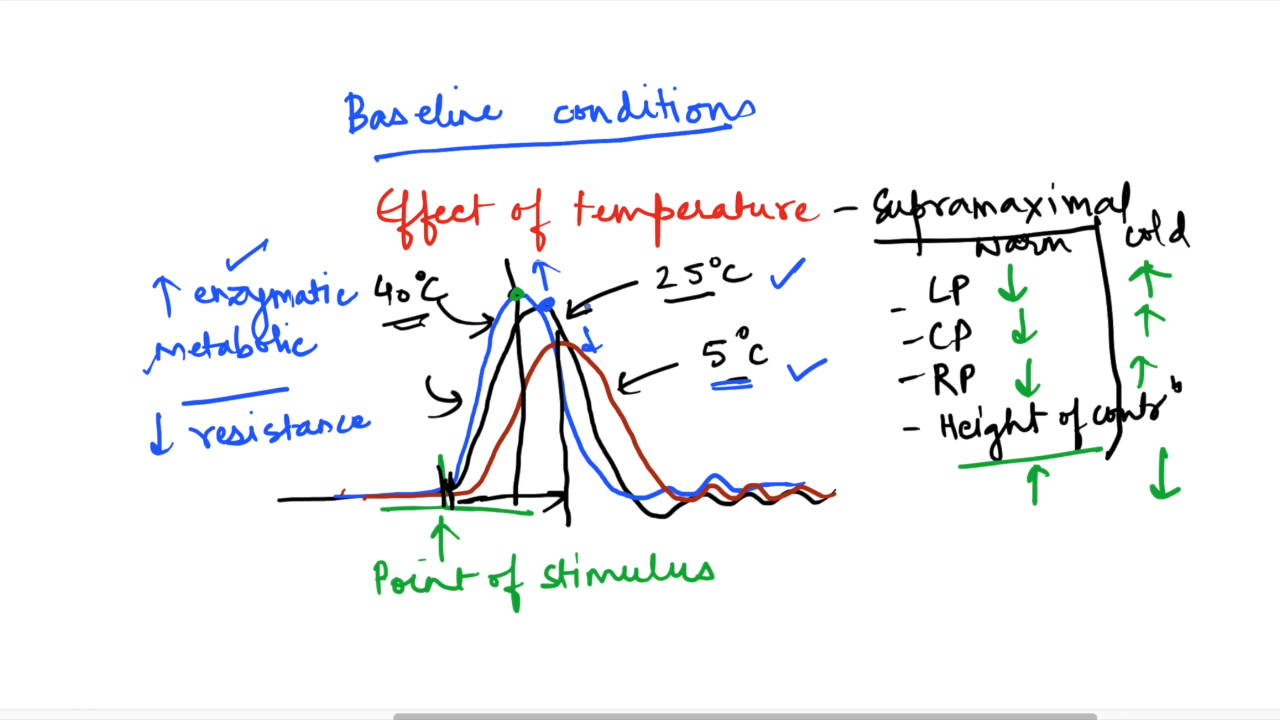 Baseline conditions
Effect of temperature - Supramaximal
warm cold
↑ enzymatic
metabolic
↓ resistance
40°C
25°C ✓
5°C ✓
- LP ↓ ↑
- CP ↓ ↑
- RP ↓ ↑
- Height of contrⁿ
↑ ↓
Point of stimulus